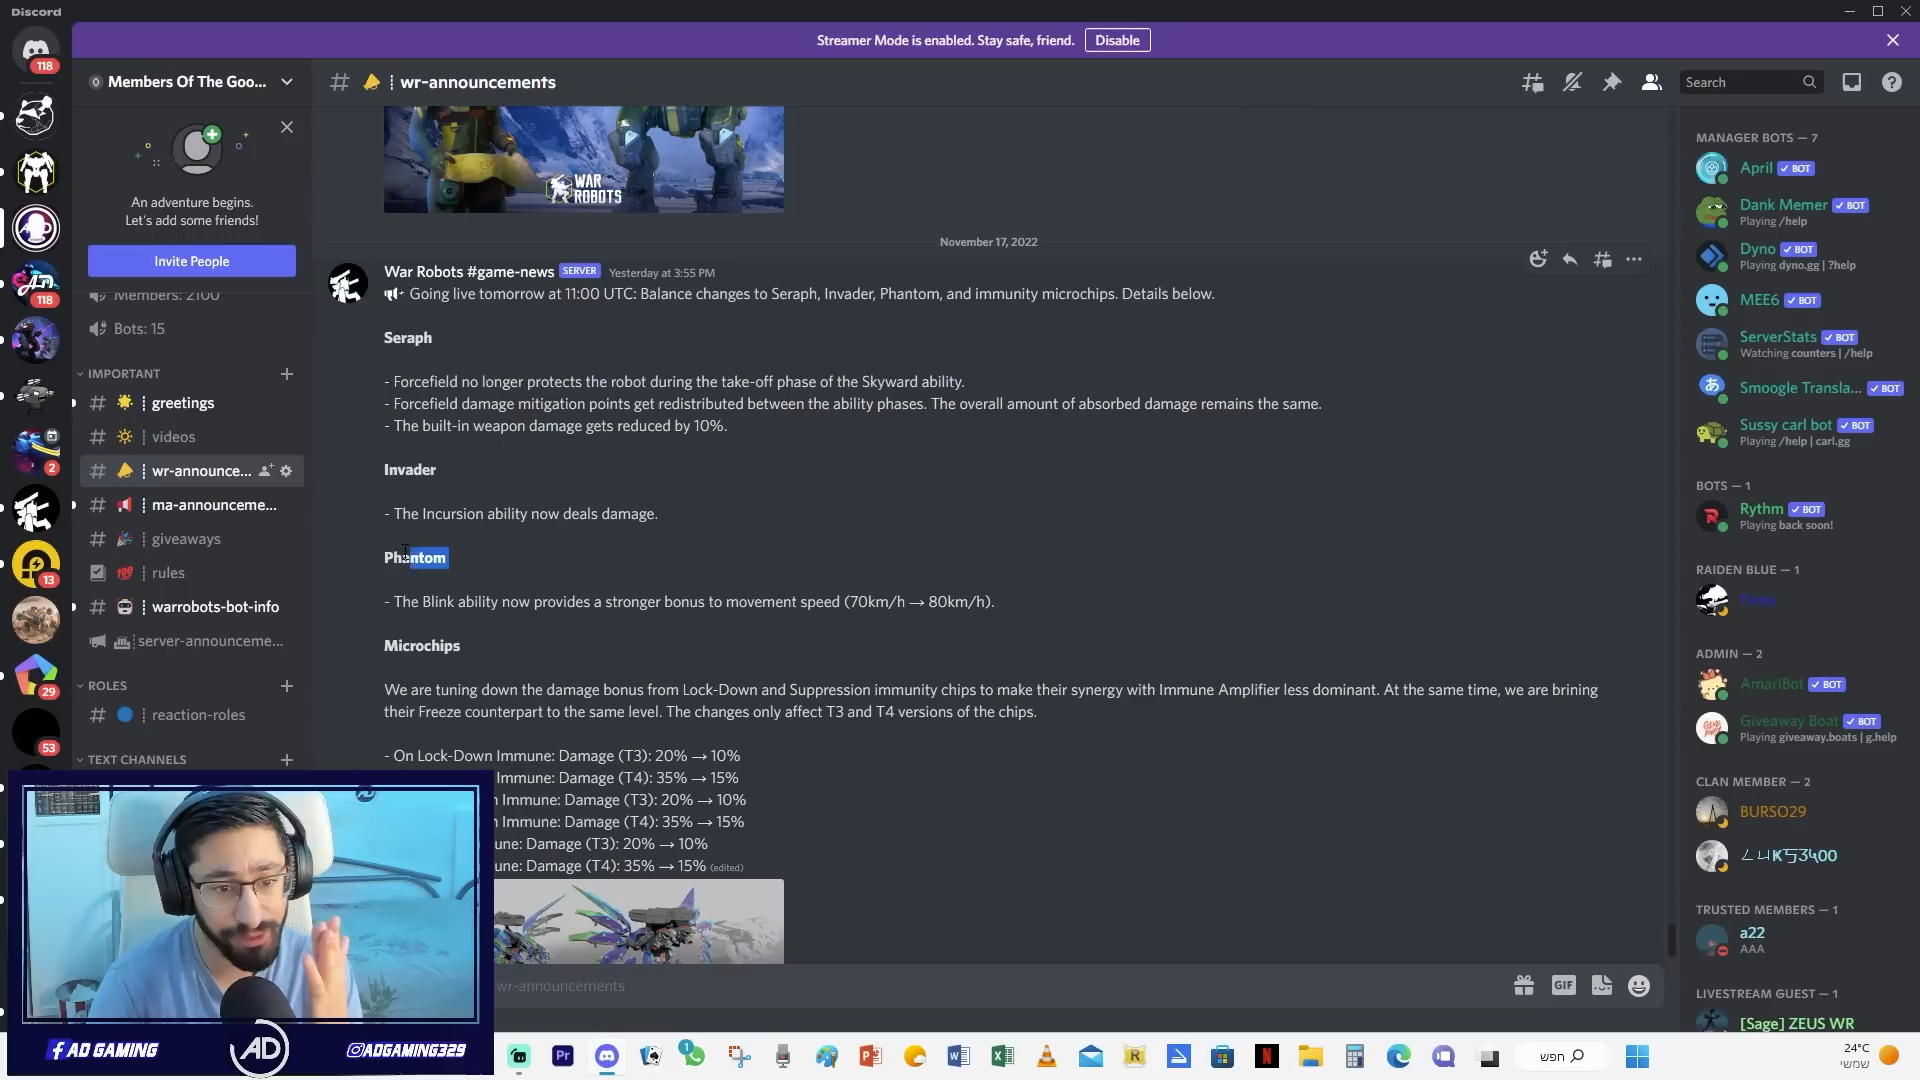 Discord
Streamer Mode is enabled. Stay safe, friend.
Disable
118
Members Of The Goo...
wr-announcements
Search
WAR
ROBOTS
An adventure begins.
Let's add some friends!
Invite People
Members: 2100
Bots: 15
IMPORTANT
greetings
videos
wr-announce...
ma-announceme...
giveaways
rules
warrobots-bot-info
server-announceme...
ROLES
reaction-roles
TEXT CHANNELS
118
2
13
29
53
November 17, 2022
War Robots #game-news SERVER Yesterday at 3:55 PM
Going live tomorrow at 11:00 UTC: Balance changes to Seraph, Invader, Phantom, and immunity microchips. Details below.
Seraph
- Forcefield no longer protects the robot during the take-off phase of the Skyward ability.
- Forcefield damage mitigation points get redistributed between the ability phases. The overall amount of absorbed damage remains the same.
- The built-in weapon damage gets reduced by 10%.
Invader
- The Incursion ability now deals damage.
Phantom
- The Blink ability now provides a stronger bonus to movement speed (70km/h → 80km/h).
Microchips
We are tuning down the damage bonus from Lock-Down and Suppression immunity chips to make their synergy with Immune Amplifier less dominant. At the same time, we are brining
their Freeze counterpart to the same level. The changes only affect T3 and T4 versions of the chips.
- On Lock-Down Immune: Damage (T3): 20% → 10%
Immune: Damage (T4): 35% → 15%
n Immune: Damage (T3): 20% → 10%
n Immune: Damage (T4): 35% → 15%
une: Damage (T3): 20% → 10%
une: Damage (T4): 35% → 15% (edited)
wr-announcements
GIF
MANAGER BOTS — 7
April ✓ BOT
Dank Memer ✓ BOT
Playing /help
Dyno ✓ BOT
Playing dyno.gg | ?help
MEE6 ✓ BOT
ServerStats ✓ BOT
Watching counters | /help
Smoogle Transla... ✓ BOT
Sussy carl bot ✓ BOT
Playing /help | carl.gg
BOTS — 1
Rythm ✓ BOT
Playing back soon!
RAIDEN BLUE — 1
ADMIN — 2
AmariBot ✓ BOT
Giveaway Boat ✓ BOT
Playing giveaway.boats | g.help
CLAN MEMBER — 2
BURSO29
TRUSTED MEMBERS — 1
a22
AAA
LIVESTREAM GUEST — 1
[Sage] ZEUS WR
AD GAMING
AD
@ADGAMING329
Pr
1
חפש
24°C
שמשי